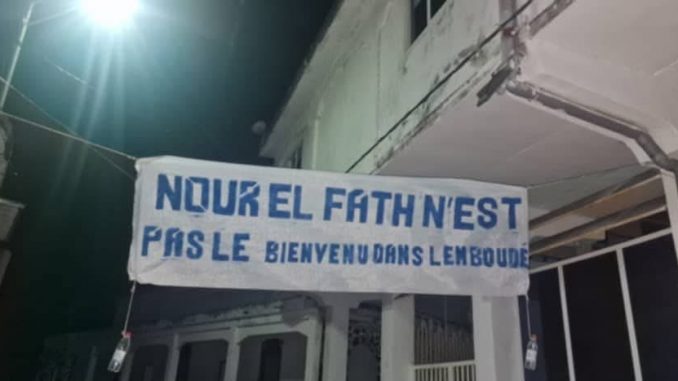 NOUR EL FATH N'EST
PAS LE BIENVENU DANS LEMBOUDÉ